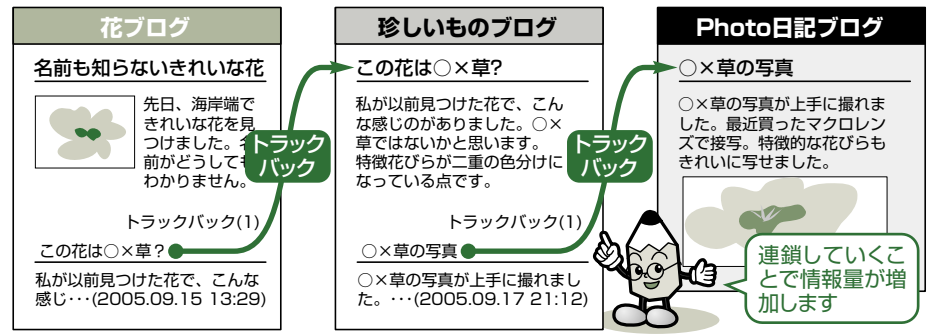 花ブログ
名前も知らないきれいな花
先日、海岸端で
きれいな花を見
つけました。名
前がどうしても
わかりません。
トラックバック(1)
この花は○×草？
私が以前見つけた花で、こんな
感じ･･･(2005.09.15 13:29)
トラック
バック
珍しいものブログ
この花は○×草?
私が以前見つけた花で、こん
な感じのがありました。○×
草ではないかと思います。
特徴花びらが二重の色分けに
なっている点です。
トラックバック(1)
○×草の写真
○×草の写真が上手に撮れまし
た。･･･(2005.09.17 21:12)
トラック
バック
Photo日記ブログ
○×草の写真
○×草の写真が上手に撮れま
した。最近買ったマクロレン
ズで接写。特徴的な花びらも
きれいに写せました。
連鎖していくこ
とで情報量が増
加します